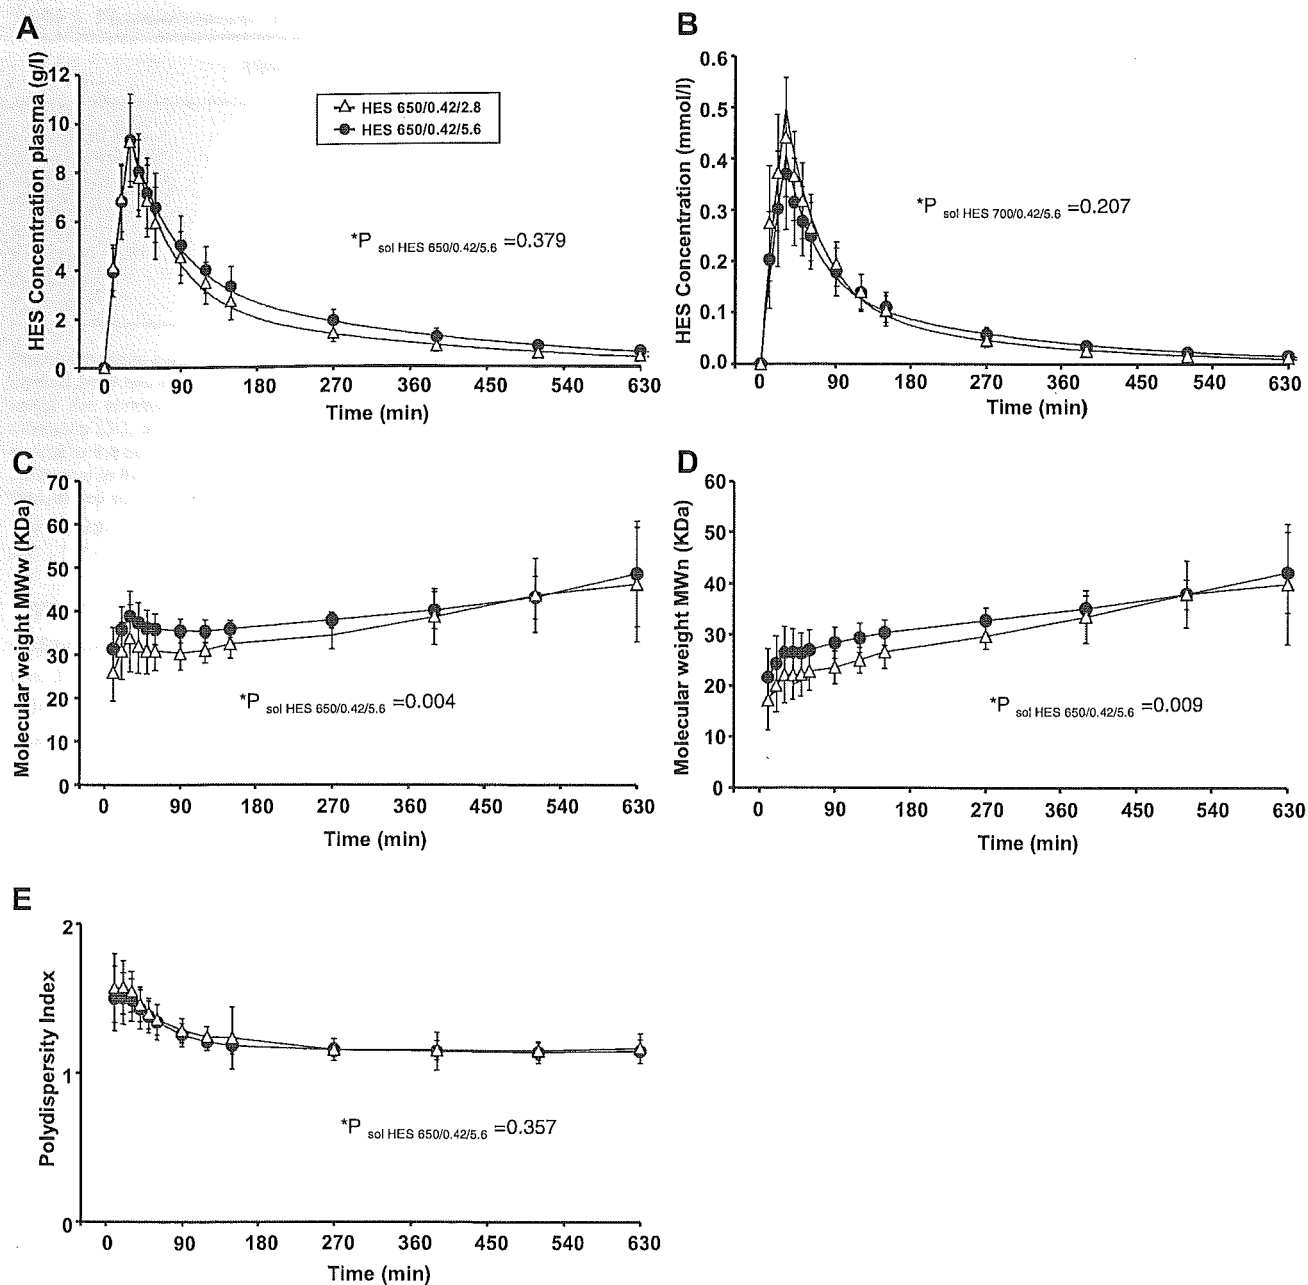 A
HES Concentration plasma (g/l)
12
10
8
6
4
2
0
0 90 180 270 360 450 540 630
Time (min)
HES 650/0.42/2.8
HES 650/0.42/5.6
*P sol HES 650/0.42/5.6 =0.379
B
HES Concentration (mmol/l)
0.6
0.5
0.4
0.3
0.2
0.1
0.0
0 90 180 270 360 450 540 630
Time (min)
*P sol HES 700/0.42/5.6 =0.207
C
Molecular weight MWw (KDa)
70
60
50
40
30
20
10
0
0 90 180 270 360 450 540 630
Time (min)
*P sol HES 650/0.42/5.6 =0.004
D
Molecular weight MWn (KDa)
60
50
40
30
20
10
0
0 90 180 270 360 450 540 630
Time (min)
*P sol HES 650/0.42/5.6 =0.009
E
Polydispersity Index
2
1
0
0 90 180 270 360 450 540 630
Time (min)
*P sol HES 650/0.42/5.6 =0.357